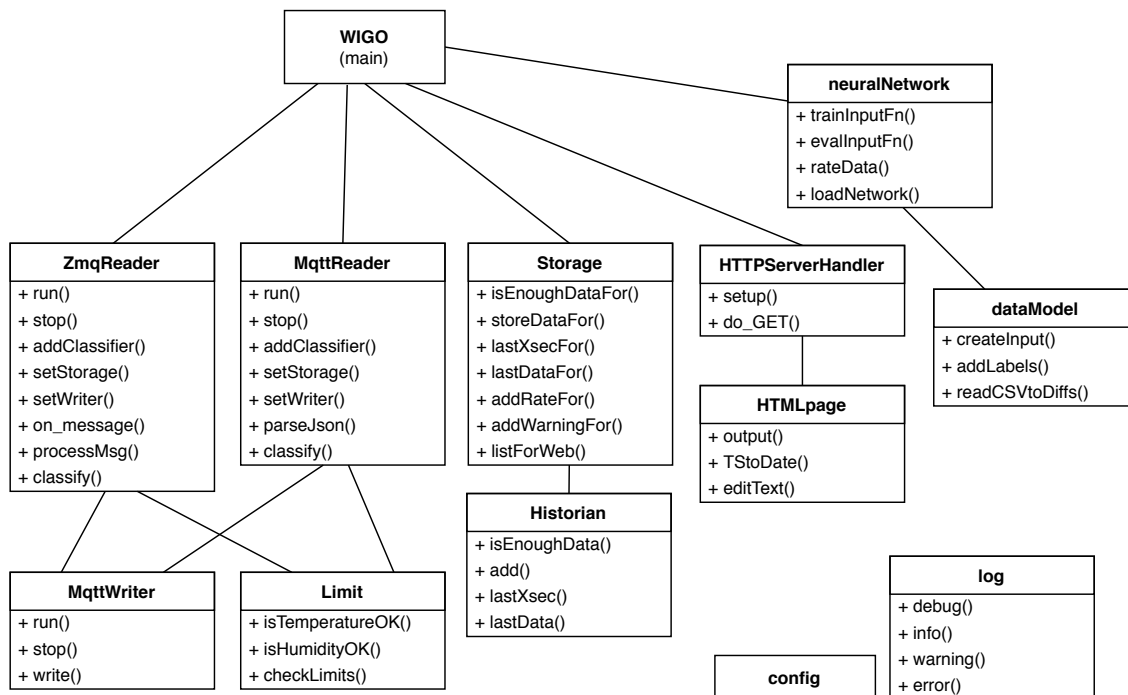 WIGO
(main)
neuralNetwork
+ trainInputFn()
+ evalInputFn()
+ rateData()
+ loadNetwork()
ZmqReader
+ run()
+ stop()
+ addClassifier()
+ setStorage()
+ setWriter()
+ on_message()
+ processMsg()
+ classify()
MqttReader
+ run()
+ stop()
+ addClassifier()
+ setStorage()
+ setWriter()
+ parseJson()
+ classify()
Storage
+ isEnoughDataFor()
+ storeDataFor()
+ lastXsecFor()
+ lastDataFor()
+ addRateFor()
+ addWarningFor()
+ listForWeb()
HTTPServerHandler
+ setup()
+ do_GET()
dataModel
+ createInput()
+ addLabels()
+ readCSVtoDiffs()
HTMLpage
+ output()
+ TStoDate()
+ editText()
Historian
+ isEnoughData()
+ add()
+ lastXsec()
+ lastData()
MqttWriter
+ run()
+ stop()
+ write()
Limit
+ isTemperatureOK()
+ isHumidityOK()
+ checkLimits()
log
+ debug()
+ info()
+ warning()
+ error()
config